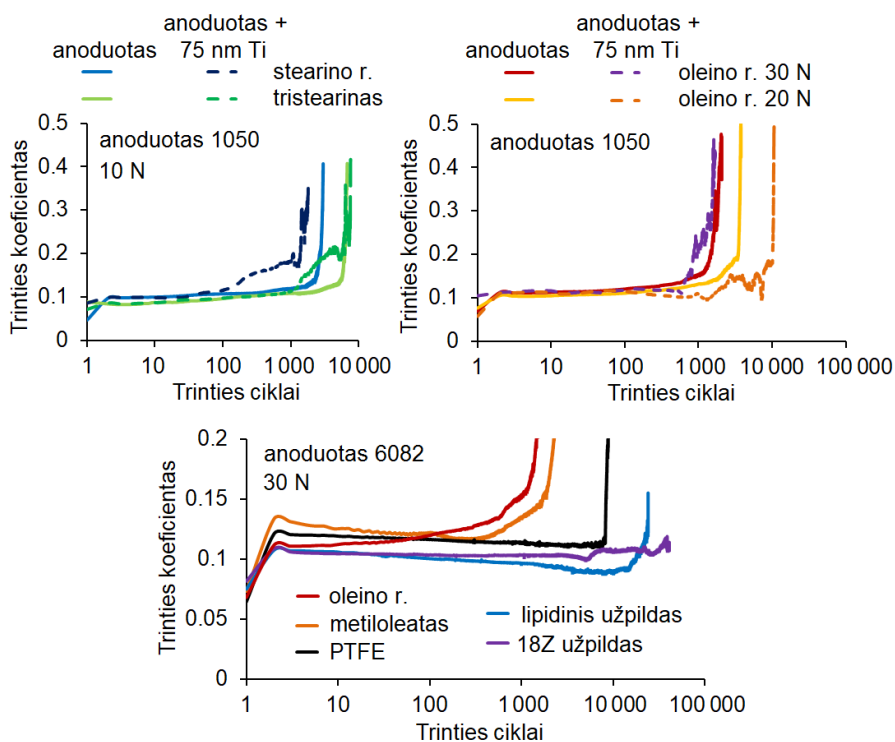 anoduotas anoduotas + 75 nm Ti
stearino r.
tristearinas
anoduotas 1050
10 N
Trinties koeficientas
0.5
0.4
0.3
0.2
0.1
0
1 10 100 1000 10 000
Trinties ciklai
anoduotas anoduotas + 75 nm Ti
oleino r. 30 N
oleino r. 20 N
anoduotas 1050
Trinties koeficientas
0.5
0.4
0.3
0.2
0.1
0
1 10 100 1000 10 000 100 000
Trinties ciklai
anoduotas 6082
30 N
Trinties koeficientas
0.2
0.15
0.1
0.05
0
oleino r.
metiloleatas
PTFE
lipidinis užpildas
18Z užpildas
1 10 100 1000 10 000 100 000
Trinties ciklai